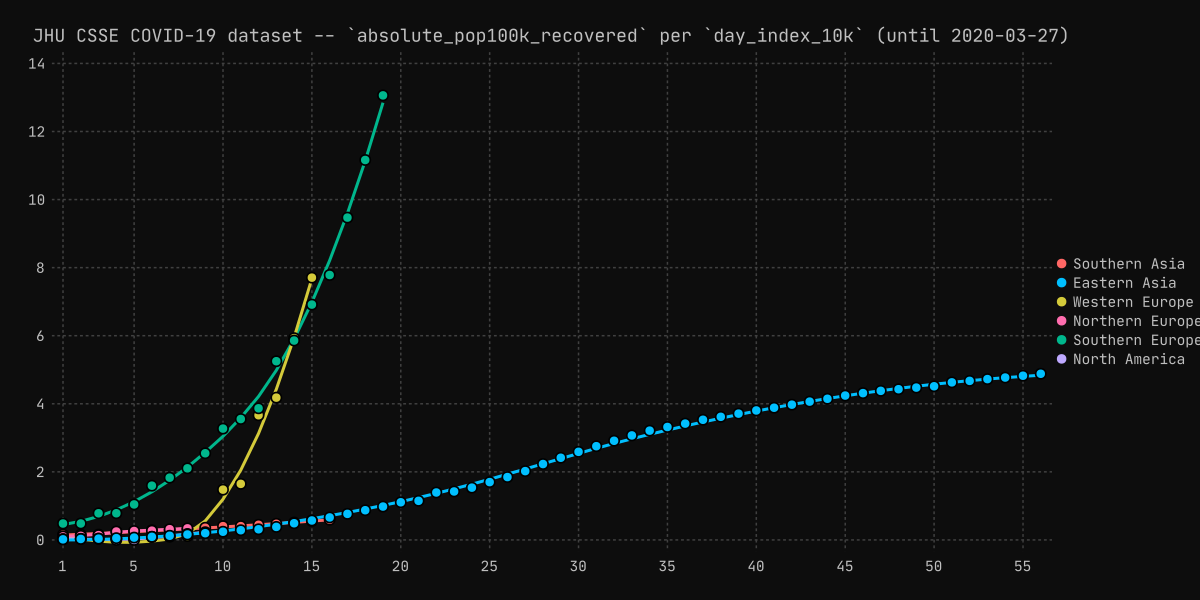 JHU CSSE COVID-19 dataset -- `absolute_pop100k_recovered` per `day_index_10k` (until 2020-03-27)
14
12
10
8
6
4
2
0
1 5 10 15 20 25 30 35 40 45 50 55
Southern Asia
Eastern Asia
Western Europe
Northern Europe
Southern Europe
North America